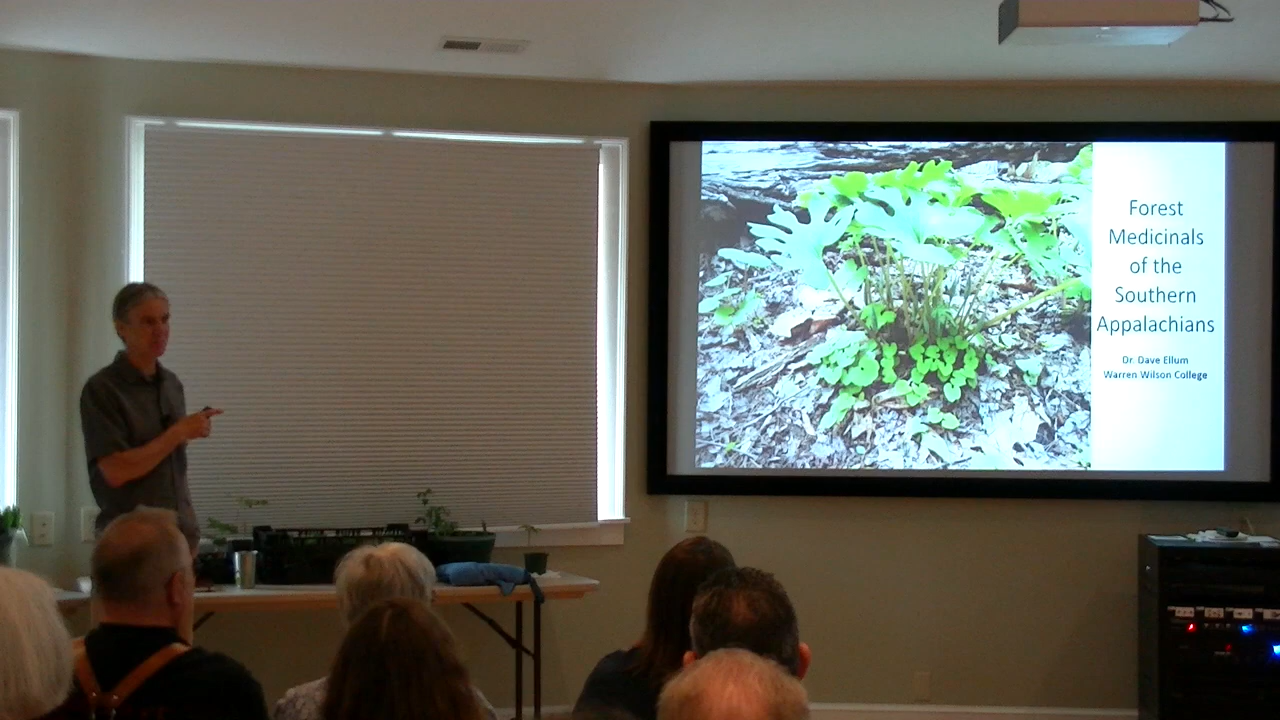 Forest
Medicinals
of the
Southern
Appalachians
Dr. Dave Ellum
Warren Wilson College